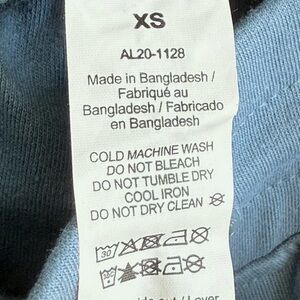 XS
AL20-1128
Made in Bangladesh /
Fabriqué au
Bangladesh / Fabricado
en Bangladesh
COLD MACHINE WASH
DO NOT BLEACH
DO NOT TUMBLE DRY
COOL IRON
DO NOT DRY CLEAN
30